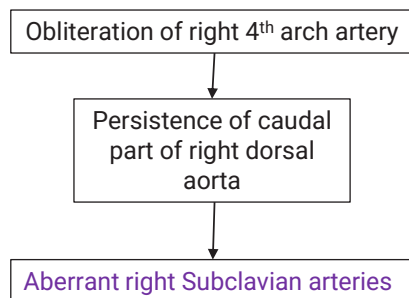 Obliteration of right 4th arch artery
Persistence of caudal
part of right dorsal
aorta
Aberrant right Subclavian arteries